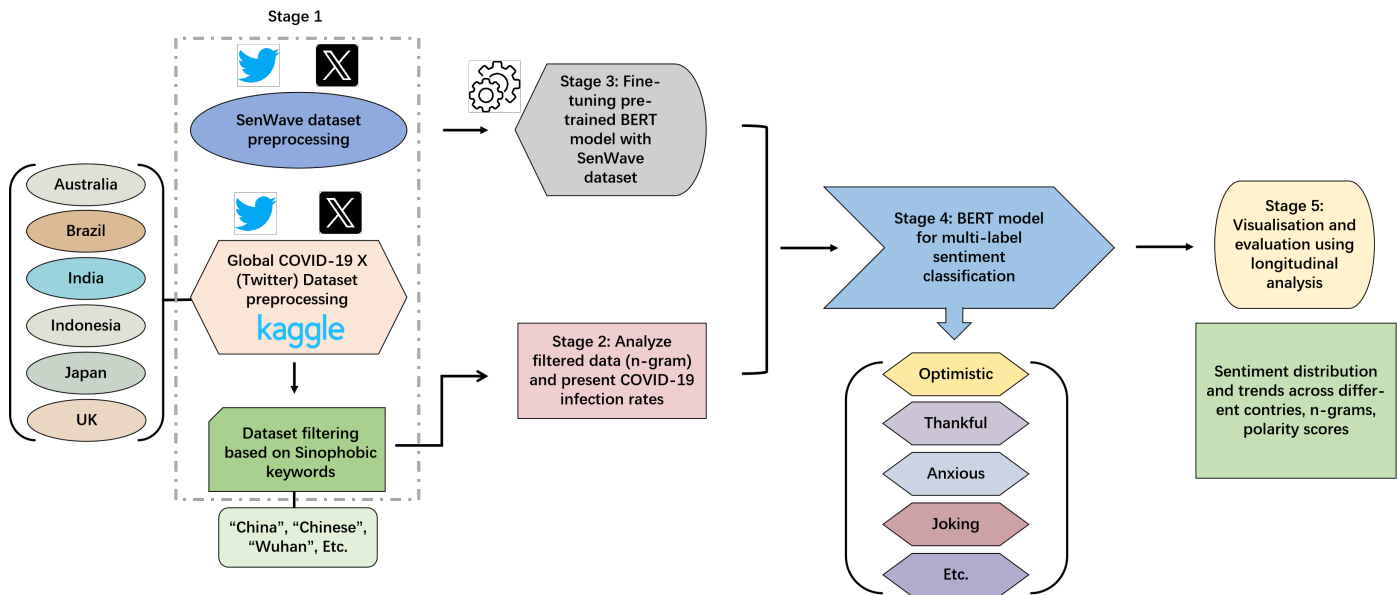 Stage 1
SenWave dataset
preprocessing
Australia
Brazil
India
Indonesia
Japan
UK
Global COVID-19 X
(Twitter) Dataset
preprocessing
kaggle
Dataset filtering
based on Sinophobic
keywords
“China”, “Chinese”,
“Wuhan”, Etc.
Stage 3: Fine-
tuning pre-
trained BERT
model with
SenWave
dataset
Stage 2: Analyze
filtered data (n-gram)
and present COVID-19
infection rates
Stage 4: BERT model
for multi-label
sentiment
classification
Optimistic
Thankful
Anxious
Joking
Etc.
Stage 5:
Visualisation and
evaluation using
longitudinal
analysis
Sentiment distribution
and trends across differ-
ent contries, n-grams,
polarity scores